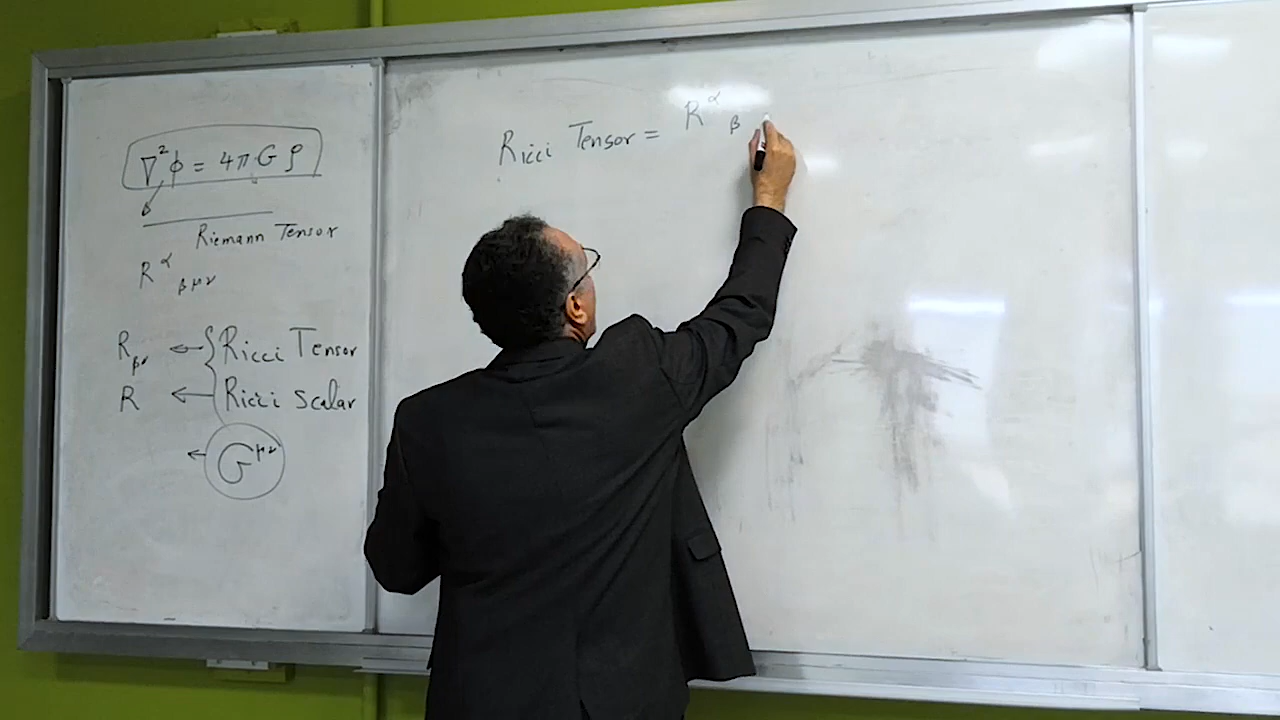 ∇²φ = 4πGρ
Riemann Tensor
R^α_βμν
R_μν ← { Ricci Tensor
R ← Ricci scalar
← G^μν
Ricci Tensor = R^α_β